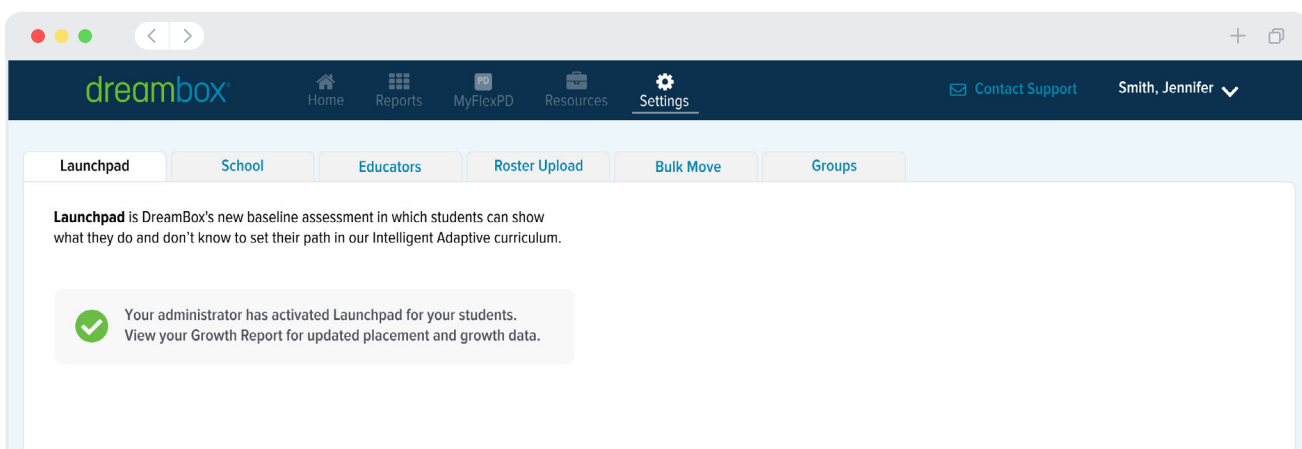 dreambox
Home
Reports
PD
MyFlexPD
Resources
Settings
Contact Support
Smith, Jennifer
Launchpad
School
Educators
Roster Upload
Bulk Move
Groups
Launchpad is DreamBox's new baseline assessment in which students can show
what they do and don't know to set their path in our Intelligent Adaptive curriculum.
Your administrator has activated Launchpad for your students.
View your Growth Report for updated placement and growth data.